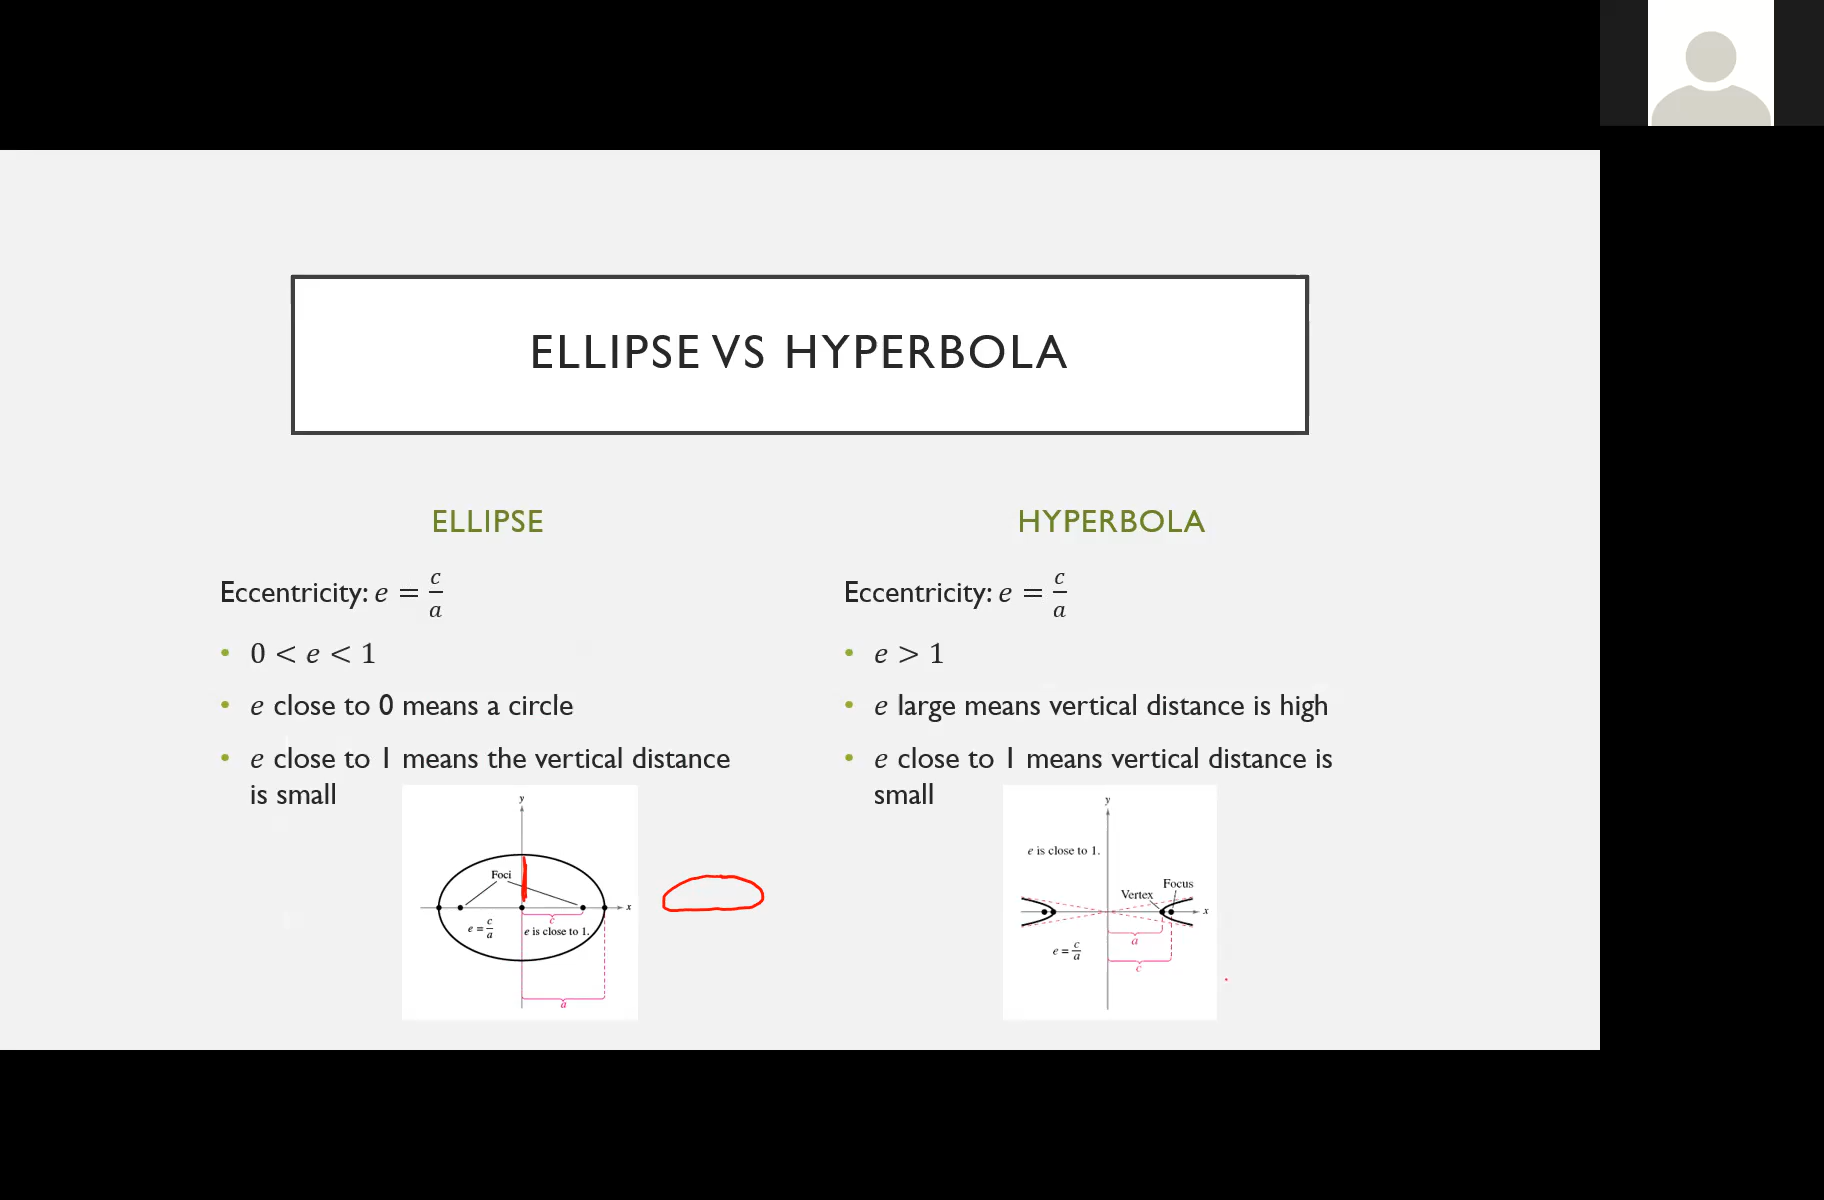 ELLIPSE VS HYPERBOLA
ELLIPSE
Eccentricity: e = c/a
• 0 < e < 1
• e close to 0 means a circle
• e close to 1 means the vertical distance
is small
y
Foci
x
c
e = c/a
e is close to 1.
a
HYPERBOLA
Eccentricity: e = c/a
• e > 1
• e large means vertical distance is high
• e close to 1 means vertical distance is
small
y
e is close to 1.
Focus
Vertex
x
a
e = c/a
c